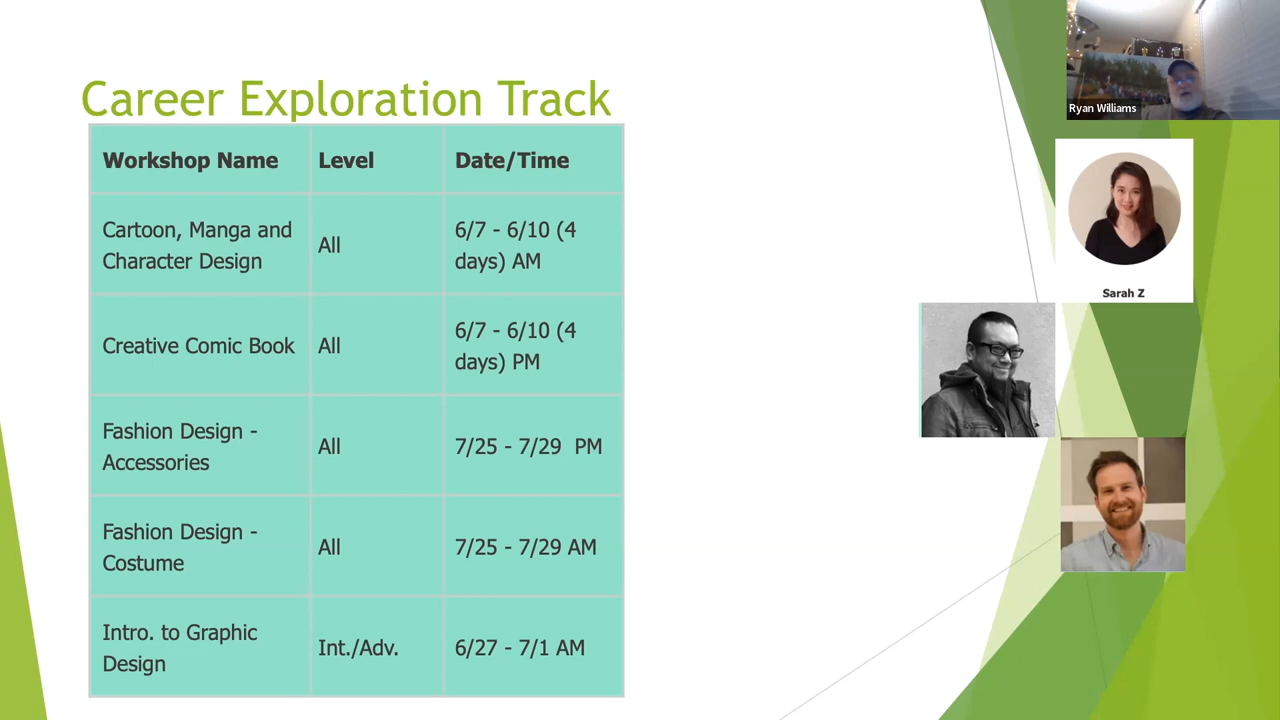 Career Exploration Track
Workshop Name Level Date/Time
Cartoon, Manga and
Character Design
All
6/7 - 6/10 (4
days) AM
Creative Comic Book
All
6/7 - 6/10 (4
days) PM
Fashion Design -
Accessories
All
7/25 - 7/29  PM
Fashion Design -
Costume
All
7/25 - 7/29 AM
Intro. to Graphic
Design
Int./Adv.
6/27 - 7/1 AM
Ryan Williams
Sarah Z